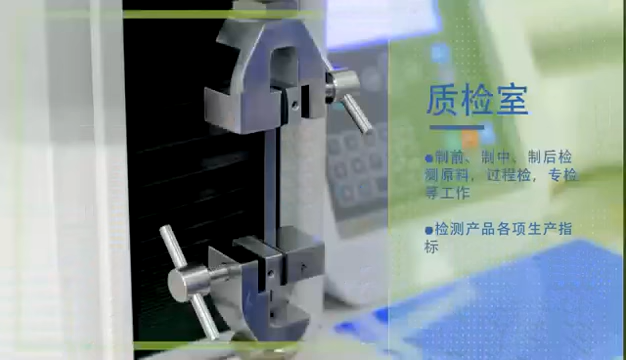 质检室
●制前、制中、制后检
测原料，过程检，专检
等工作
●检测产品各项生产指
标